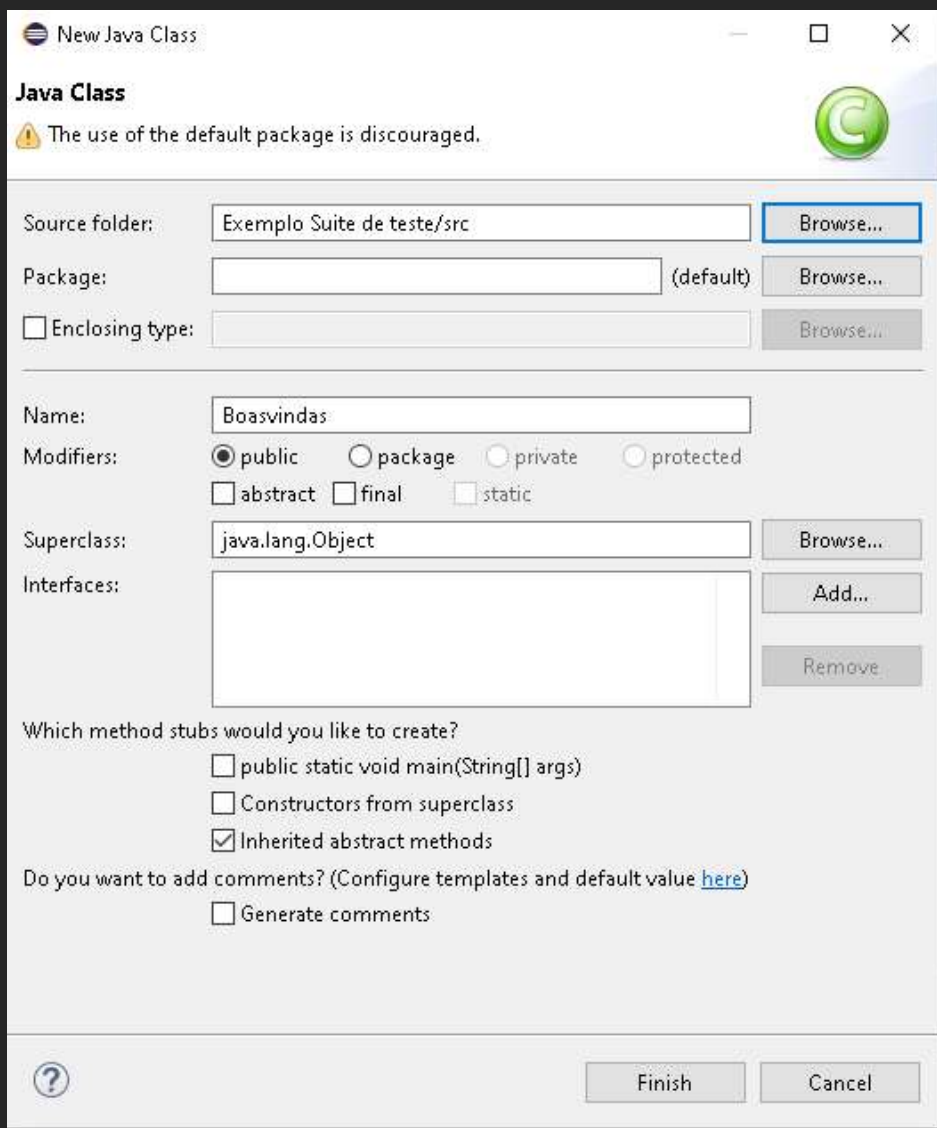 New Java Class
Java Class
The use of the default package is discouraged.
Source folder: Exemplo Suite de teste/src Browse...
Package: (default) Browse...
Enclosing type: Browse...
Name: Boasvindas
Modifiers: public package private protected
abstract final static
Superclass: java.lang.Object Browse...
Interfaces: Add...
Remove
Which method stubs would you like to create?
public static void main(String[] args)
Constructors from superclass
Inherited abstract methods
Do you want to add comments? (Configure templates and default value here)
Generate comments
? Finish Cancel